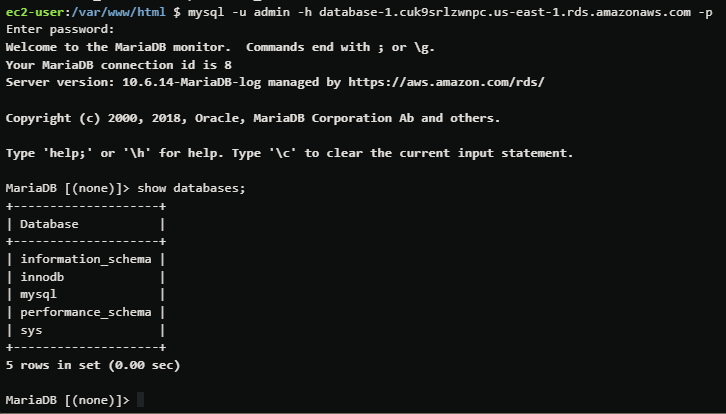 ec2-user:/var/www/html $ mysql -u admin -h database-1.cuk9srlzwnpc.us-east-1.rds.amazonaws.com -p
Enter password:
Welcome to the MariaDB monitor.  Commands end with ; or \g.
Your MariaDB connection id is 8
Server version: 10.6.14-MariaDB-log managed by https://aws.amazon.com/rds/

Copyright (c) 2000, 2018, Oracle, MariaDB Corporation Ab and others.

Type 'help;' or '\h' for help. Type '\c' to clear the current input statement.

MariaDB [(none)]> show databases;
+--------------------+
| Database           |
+--------------------+
| information_schema |
| innodb             |
| mysql              |
| performance_schema |
| sys                |
+--------------------+
5 rows in set (0.00 sec)

MariaDB [(none)]>